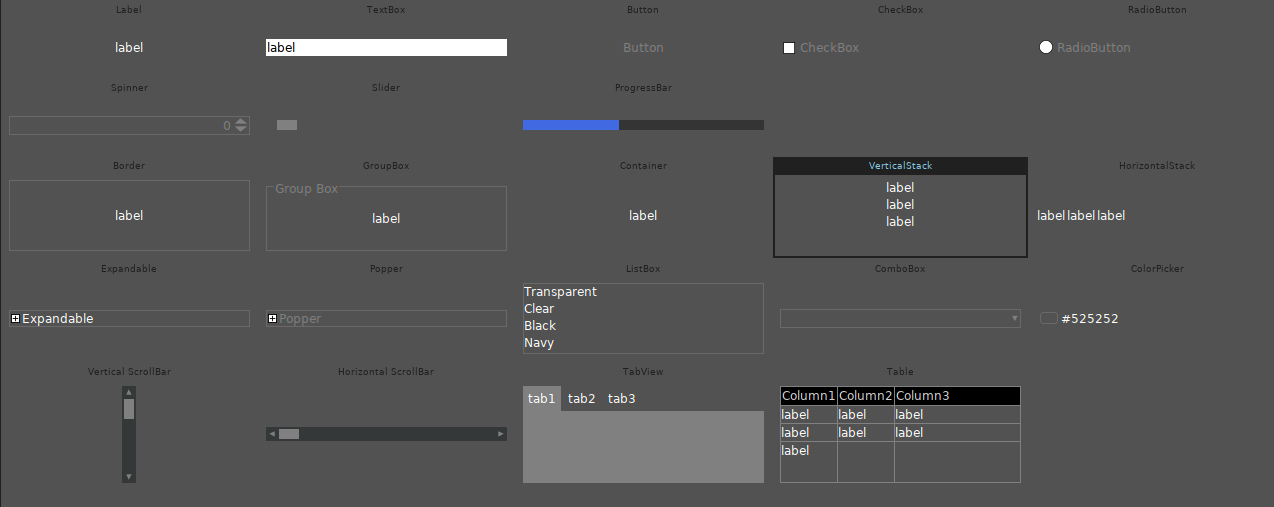 Label TextBox Button CheckBox RadioButton
label label Button CheckBox RadioButton
Spinner Slider ProgressBar
0
Border GroupBox Container VerticalStack HorizontalStack
Group Box
label label label label label label label
label
label
Expandable Popper ListBox ComboBox ColorPicker
Transparent
Clear
Black
Navy
Expandable Popper #525252
Vertical ScrollBar Horizontal ScrollBar TabView Table
tab1 tab2 tab3 Column1 Column2 Column3
label label label
label label label
label